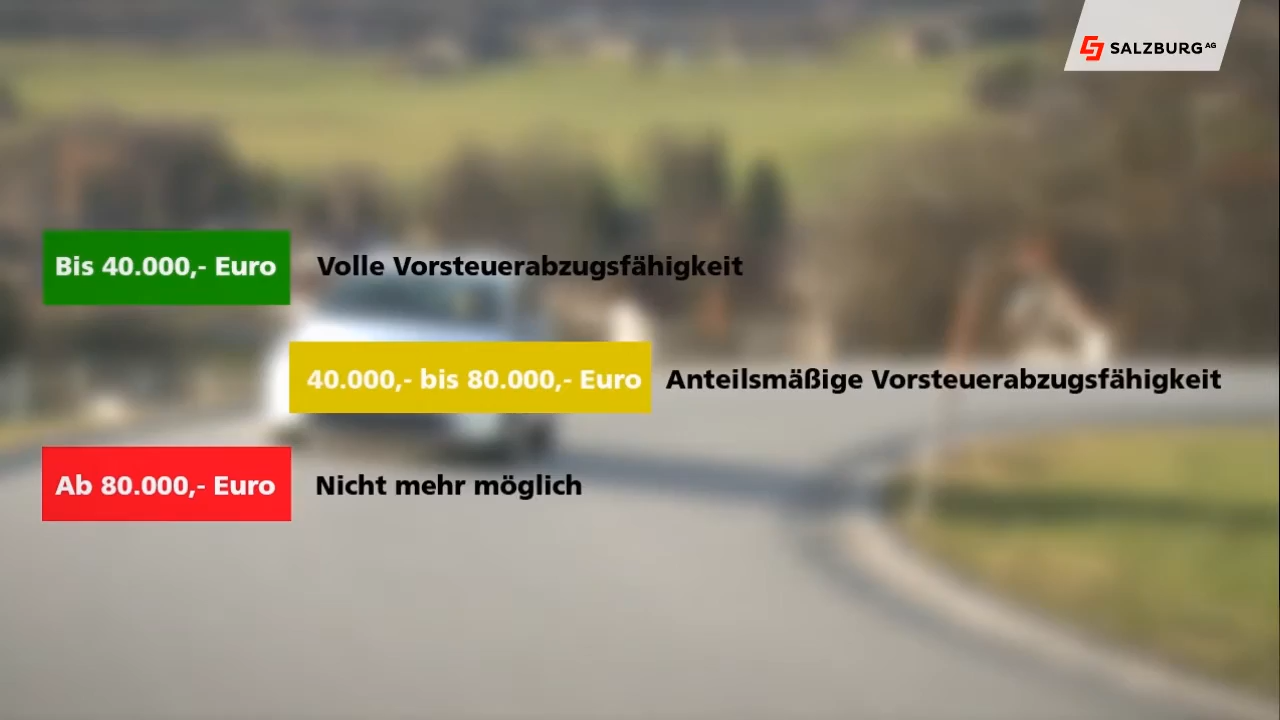 SALZBURG AG
Bis 40.000,- Euro Volle Vorsteuerabzugsfähigkeit
40.000,- bis 80.000,- Euro Anteilsmäßige Vorsteuerabzugsfähigkeit
Ab 80.000,- Euro Nicht mehr möglich